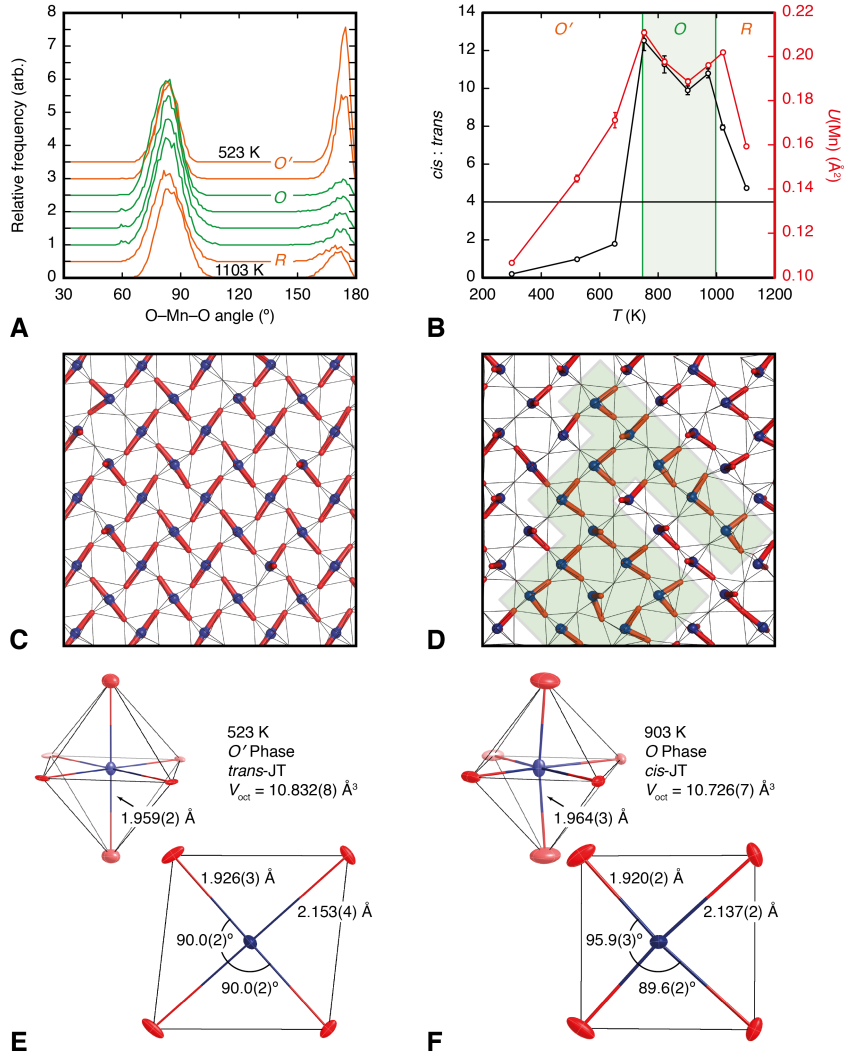 8
7
6
5
4
3
2
1
0
Relative frequency (arb.)
523 K
O′
O
R
1103 K
30
60
90
120
150
180
O–Mn–O angle (º)
A
14
12
10
8
6
4
2
0
cis : trans
O′
O
R
0.22
0.20
0.18
0.16
0.14
0.12
0.10
U(Mn) (Å²)
200
400
600
800
1000
1200
T (K)
B
C
D
523 K
O′ Phase
trans-JT
Voct = 10.832(8) Å³
1.959(2) Å
1.926(3) Å
2.153(4) Å
90.0(2)º
90.0(2)º
E
903 K
O Phase
cis-JT
Voct = 10.726(7) Å³
1.964(3) Å
1.920(2) Å
2.137(2) Å
95.9(3)º
89.6(2)º
F